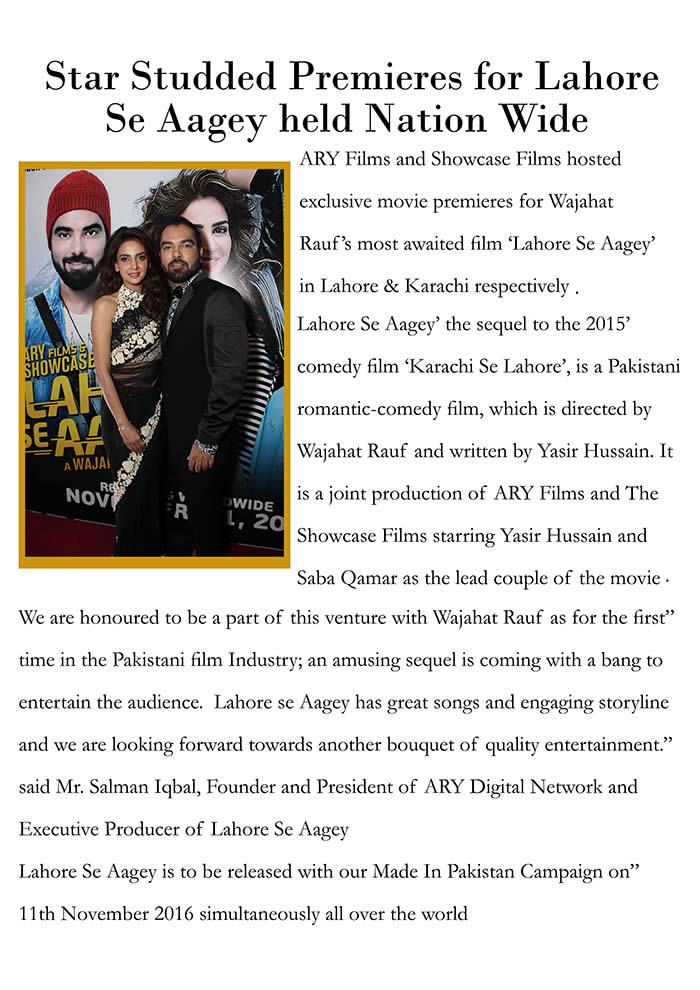 Star Studded Premieres for Lahore
Se Aagey held Nation Wide
ARY Films and Showcase Films hosted
exclusive movie premieres for Wajahat
Rauf’s most awaited film ‘Lahore Se Aagey’
in Lahore & Karachi respectively .
Lahore Se Aagey’ the sequel to the 2015’
comedy film ‘Karachi Se Lahore’, is a Pakistani
romantic-comedy film, which is directed by
Wajahat Rauf and written by Yasir Hussain. It
is a joint production of ARY Films and The
Showcase Films starring Yasir Hussain and
Saba Qamar as the lead couple of the movie .
ARY FILMS &
SHOWCASE
LAH
SE AA
A WAJA
RE
WIDE
NOV
We are honoured to be a part of this venture with Wajahat Rauf as for the first”
time in the Pakistani film Industry; an amusing sequel is coming with a bang to
entertain the audience. Lahore se Aagey has great songs and engaging storyline
and we are looking forward towards another bouquet of quality entertainment.”
said Mr. Salman Iqbal, Founder and President of ARY Digital Network and
Executive Producer of Lahore Se Aagey
Lahore Se Aagey is to be released with our Made In Pakistan Campaign on”
11th November 2016 simultaneously all over the world